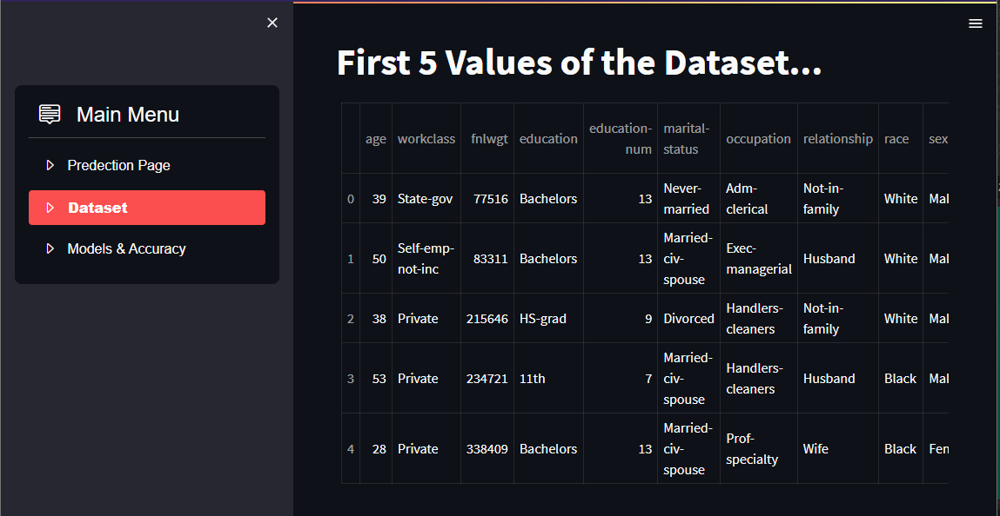 Main Menu
Predection Page
Dataset
Models & Accuracy
First 5 Values of the Dataset...
age workclass fnlwgt education education-num marital-status occupation relationship race sex
0 39 State-gov 77516 Bachelors 13 Never-married Adm-clerical Not-in-family White Mal
1 50 Self-emp-not-inc 83311 Bachelors 13 Married-civ-spouse Exec-managerial Husband White Mal
2 38 Private 215646 HS-grad 9 Divorced Handlers-cleaners Not-in-family White Mal
3 53 Private 234721 11th 7 Married-civ-spouse Handlers-cleaners Husband Black Mal
4 28 Private 338409 Bachelors 13 Married-civ-spouse Prof-specialty Wife Black Fen